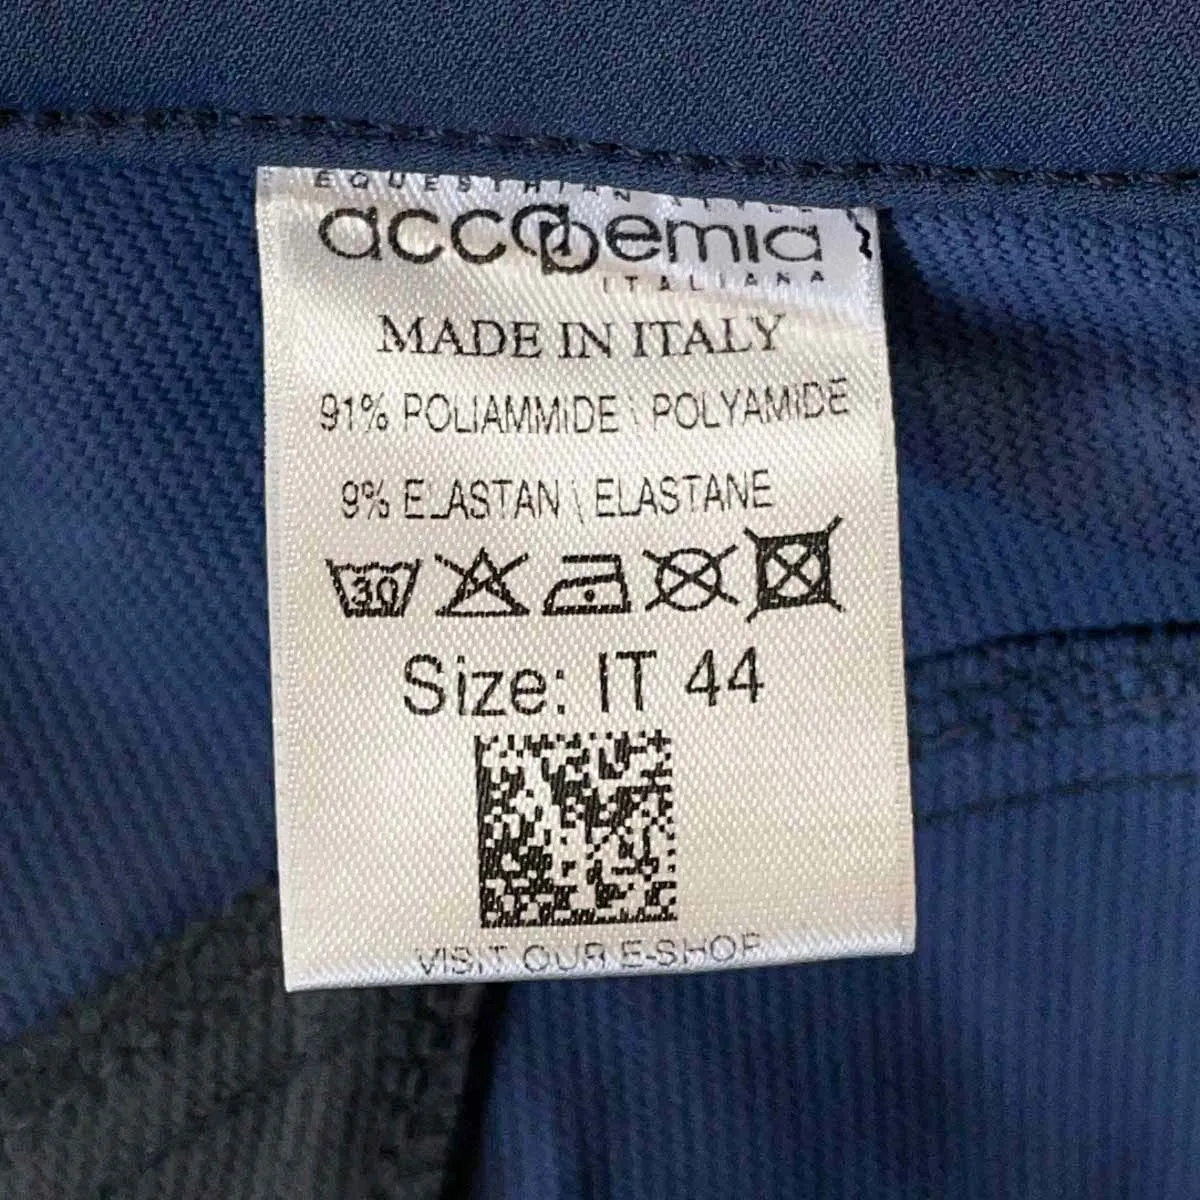 EQUESTRIAN STYLE
accademia
ITALIANA
MADE IN ITALY
91% POLIAMMIDE \ POLYAMIDE
9% ELASTAN \ ELASTANE
30
Size: IT 44
VISIT OUR E-SHOP